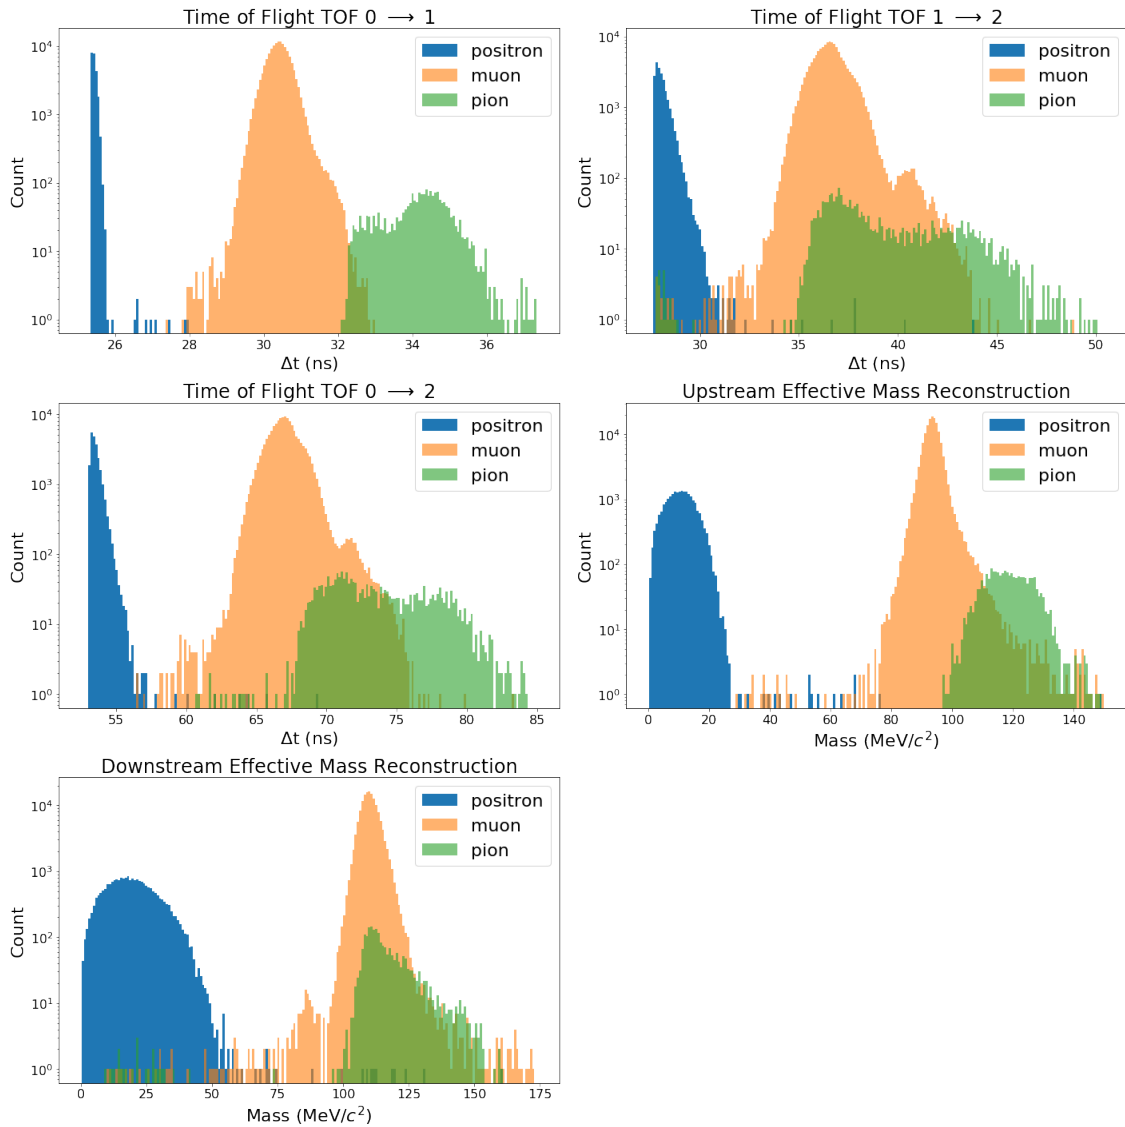 Time of Flight TOF 0 ⟶ 1
Count
10⁴
10³
10²
10¹
10⁰
positron
muon
pion
26 28 30 32 34 36
Δt (ns)
Time of Flight TOF 1 ⟶ 2
Count
10⁴
10³
10²
10¹
10⁰
positron
muon
pion
30 35 40 45 50
Δt (ns)
Time of Flight TOF 0 ⟶ 2
Count
10⁴
10³
10²
10¹
10⁰
positron
muon
pion
55 60 65 70 75 80 85
Δt (ns)
Upstream Effective Mass Reconstruction
Count
10⁴
10³
10²
10¹
10⁰
positron
muon
pion
0 20 40 60 80 100 120 140
Mass (MeV/c²)
Downstream Effective Mass Reconstruction
Count
10⁴
10³
10²
10¹
10⁰
positron
muon
pion
0 25 50 75 100 125 150 175
Mass (MeV/c²)